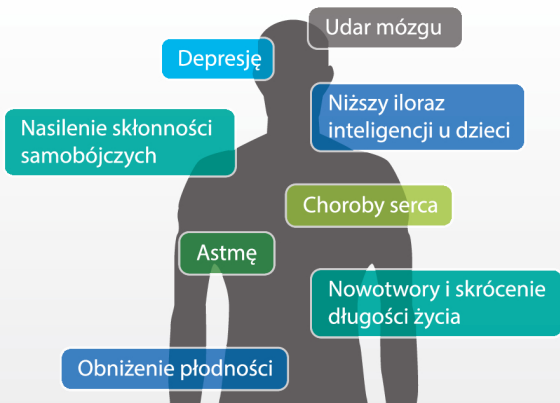 Udar mózgu
Depresję
Niższy iloraz
inteligencji u dzieci
Nasilenie skłonności
samobójczych
Choroby serca
Astmę
Nowotwory i skrócenie
długości życia
Obniżenie płodności